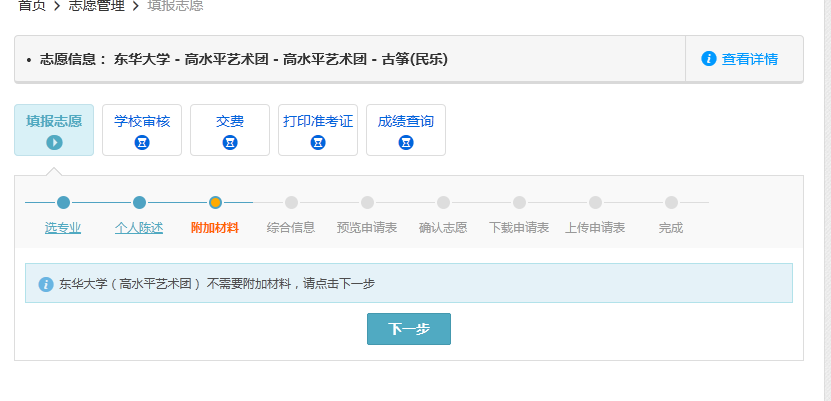 首页 > 志愿管理 > 填报志愿
• 志愿信息： 东华大学 - 高水平艺术团 - 高水平艺术团 - 古筝(民乐)
查看详情
填报志愿 学校审核 交费 打印准考证 成绩查询
选专业 个人陈述 附加材料 综合信息 预览申请表 确认志愿 下载申请表 上传申请表 完成
东华大学（高水平艺术团） 不需要附加材料，请点击下一步
下一步